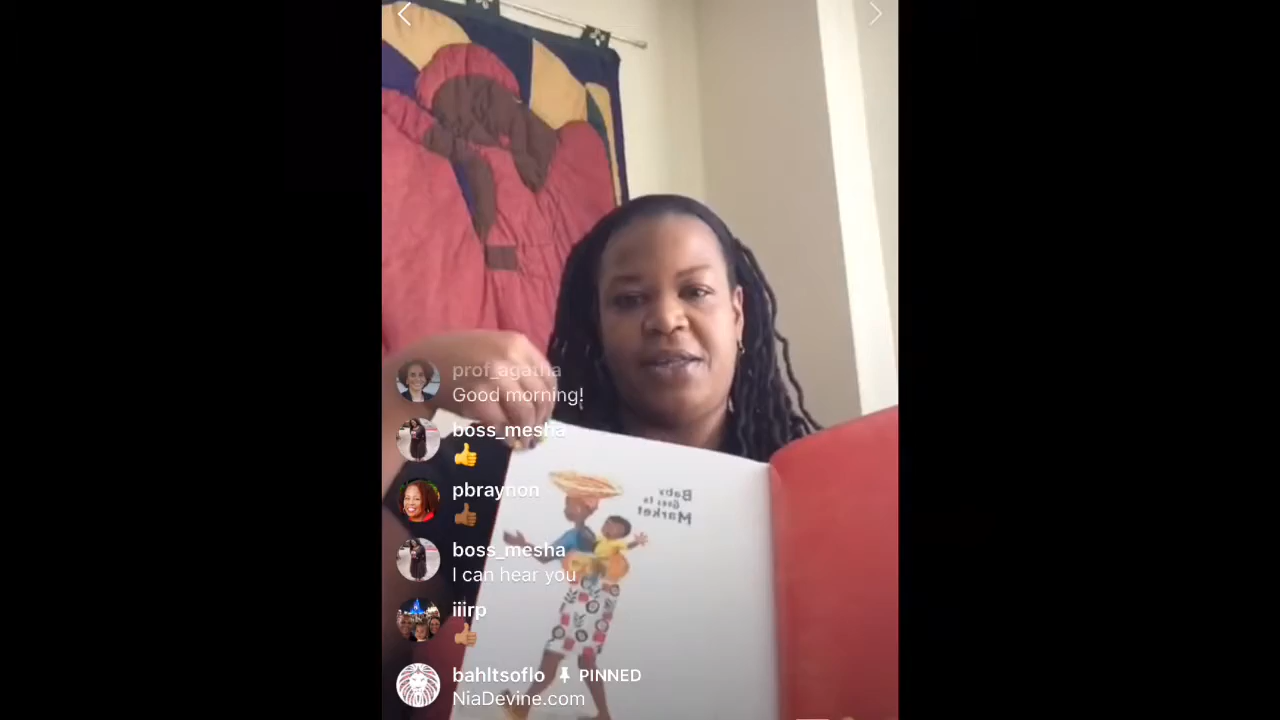 prof_agatha
Good morning!
boss_mesha
👍
pbraynon
👍🏾
boss_mesha
I can hear you
iiirp
👍🏼
bahltsoflo PINNED
NiaDevine.com
Baby
Goes to
Market